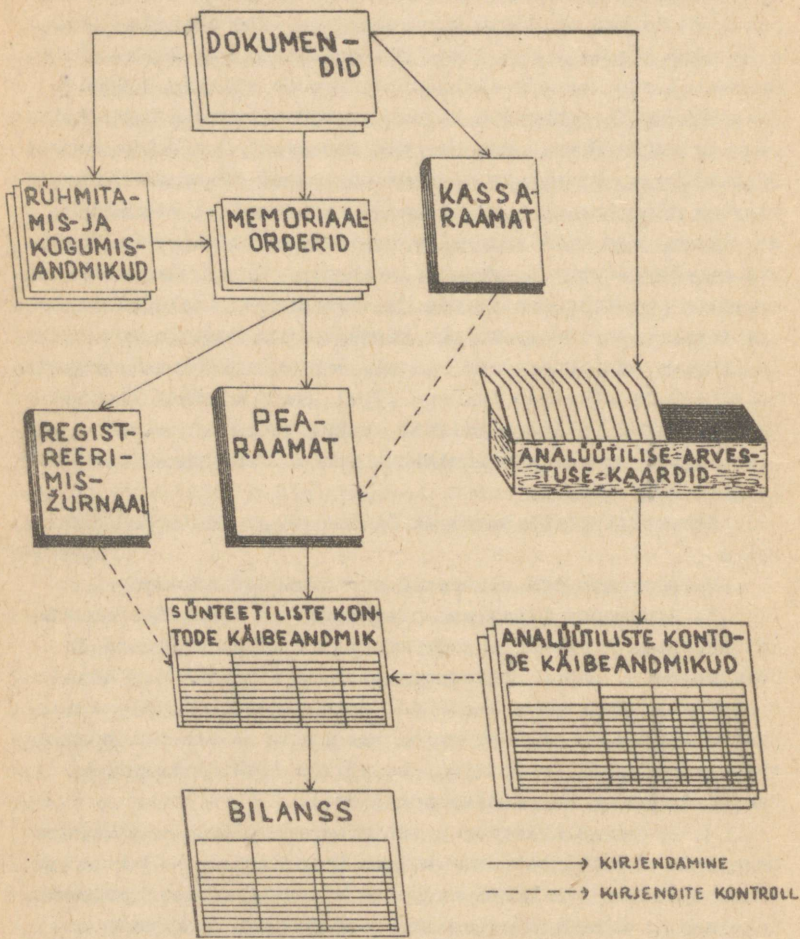 DOKUMEN-
DID
RÜHMITA-
MIS-JA
KOGUMIS-
ANDMIKUD
MEMORIAAL-
ORDERID
KASSA-
RAAMAT
REGIST-
REERI-
MIS-
ŽURNAAL
PEA-
RAAMAT
ANALÜÜTILISE-ARVES-
TUSE-KAARDID
SÜNTEETILISTE KON-
TODE KÄIBEANDMIK
ANALÜÜTILISTE KONTO-
DE KÄIBEANDMIKUD
BILANSS
KIRJENDAMINE
KIRJENDITE KONTROLL